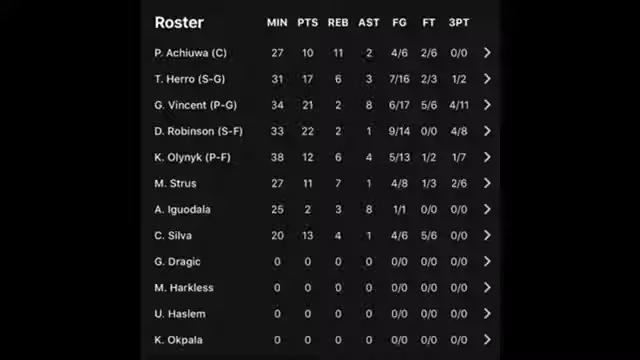 Roster MIN PTS REB AST FG FT 3PT
P. Achiuwa (C) 27 10 11 2 4/6 2/6 0/0
T. Herro (S-G) 31 17 6 3 7/16 2/3 1/2
G. Vincent (P-G) 34 21 2 8 6/17 5/6 4/11
D. Robinson (S-F) 33 22 2 1 9/14 0/0 4/8
K. Olynyk (P-F) 38 12 6 4 5/13 1/2 1/7
M. Strus 27 11 7 1 4/8 1/3 2/6
A. Iguodala 25 2 3 8 1/1 0/0 0/0
C. Silva 20 13 4 1 4/6 5/6 0/0
G. Dragic 0 0 0 0 0/0 0/0 0/0
M. Harkless 0 0 0 0 0/0 0/0 0/0
U. Haslem 0 0 0 0 0/0 0/0 0/0
K. Okpala 0 0 0 0 0/0 0/0 0/0